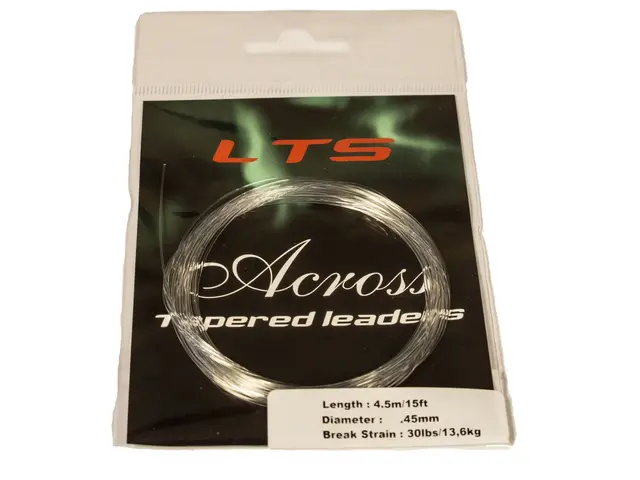 LTS
Across
Tapered leaders
Length : 4.5m/15ft
Diameter : .45mm
Break Strain : 30lbs/13,6kg